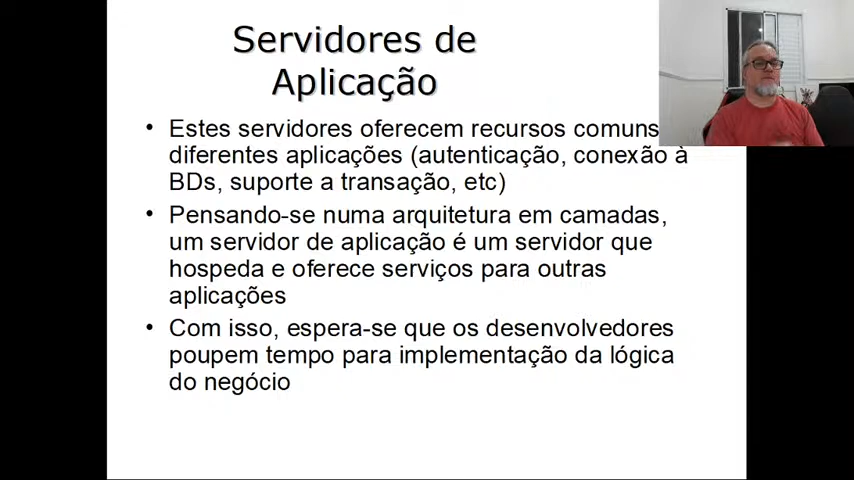 Servidores de
Aplicação
• Estes servidores oferecem recursos comuns
diferentes aplicações (autenticação, conexão à
BDs, suporte a transação, etc)
• Pensando-se numa arquitetura em camadas,
um servidor de aplicação é um servidor que
hospeda e oferece serviços para outras
aplicações
• Com isso, espera-se que os desenvolvedores
poupem tempo para implementação da lógica
do negócio